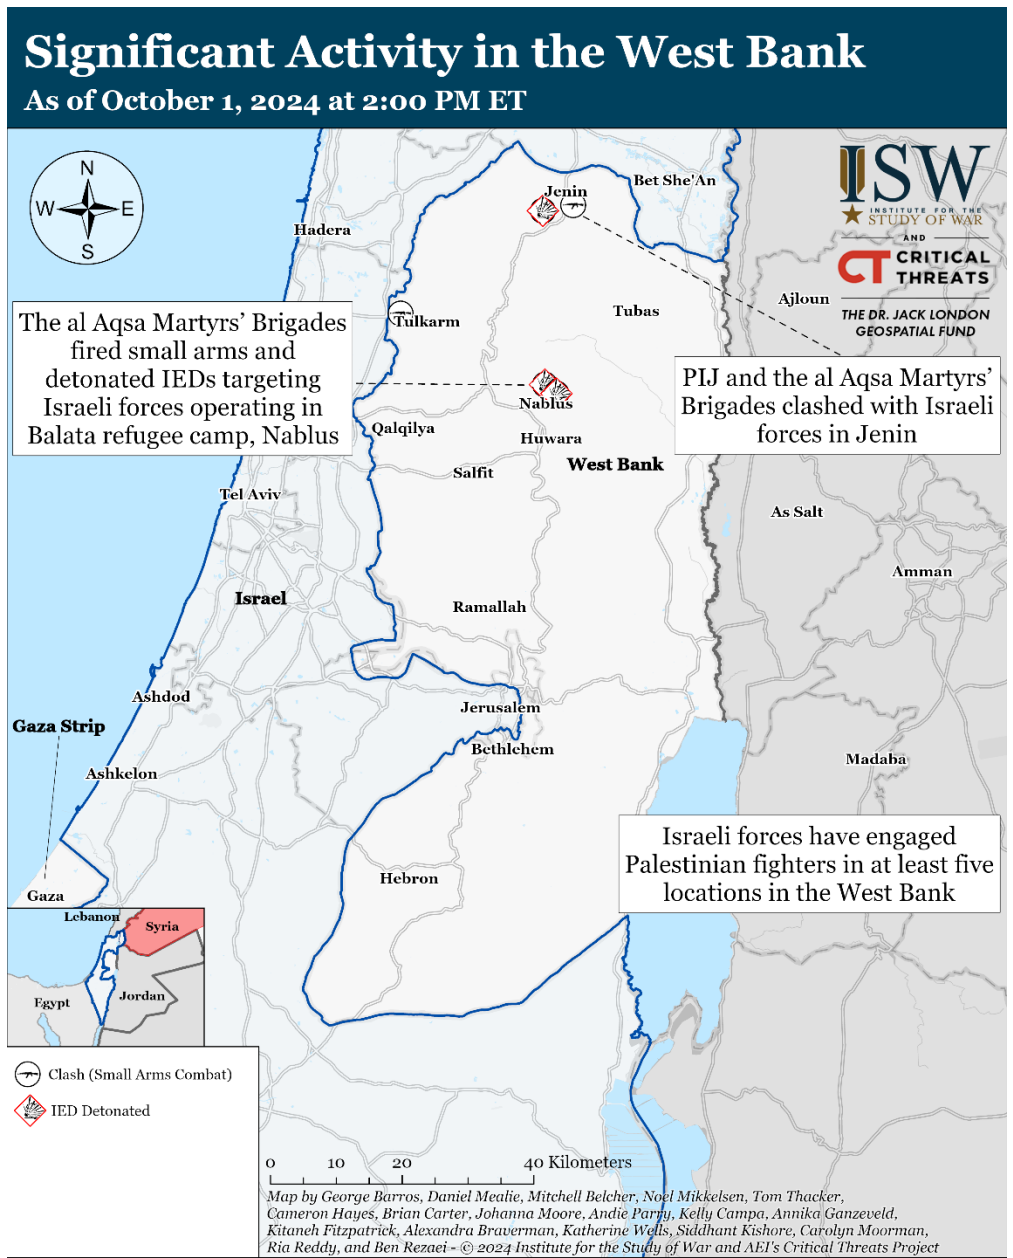 Significant Activity in the West Bank
As of October 1, 2024 at 2:00 PM ET
N
W
E
S
ISW
INSTITUTE FOR THE
STUDY OF WAR
AND
CT CRITICAL
THREATS
THE DR. JACK LONDON
GEOSPATIAL FUND
Bet She'An
Jenin
Hadera
Ajloun
Tubas
Tulkarm
The al Aqsa Martyrs’ Brigades
fired small arms and
detonated IEDs targeting
Israeli forces operating in
Balata refugee camp, Nablus
PIJ and the al Aqsa Martyrs’
Brigades clashed with Israeli
forces in Jenin
Nablus
Qalqilya
Huwara
West Bank
Salfit
Tel Aviv
As Salt
Amman
Israel
Ramallah
Ashdod
Jerusalem
Gaza Strip
Bethlehem
Madaba
Ashkelon
Israeli forces have engaged
Palestinian fighters in at least five
locations in the West Bank
Hebron
Gaza
Lebanon
Syria
Egypt
Jordan
Clash (Small Arms Combat)
IED Detonated
0 10 20 40 Kilometers
Map by George Barros, Daniel Mealie, Mitchell Belcher, Noel Mikkelsen, Tom Thacker,
Cameron Hayes, Brian Carter, Johanna Moore, Andie Parry, Kelly Campa, Annika Ganzeveld,
Kitaneh Fitzpatrick, Alexandra Braverman, Katherine Wells, Siddhant Kishore, Carolyn Moorman,
Ria Reddy, and Ben Rezaei - © 2024 Institute for the Study of War and AEI's Critical Threats Project